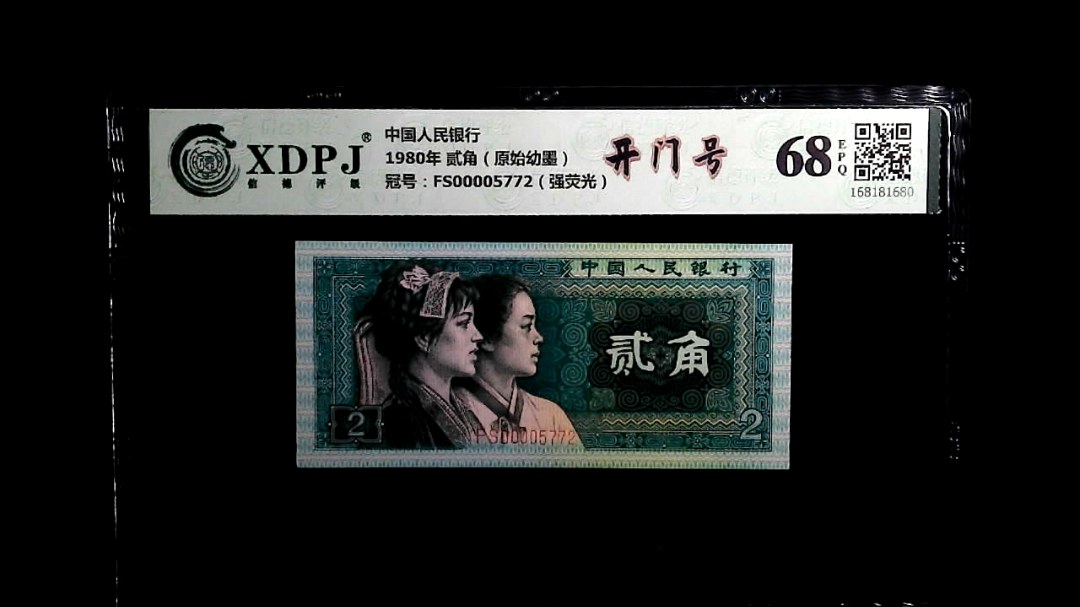 XDPJ®
信德评级
中国人民银行
1980年 贰角（原始幼墨）
冠号：FS00005772（强荧光）
开门号
68
EPQ
168181680
中国人民银行
贰角
2
2
FS00005772